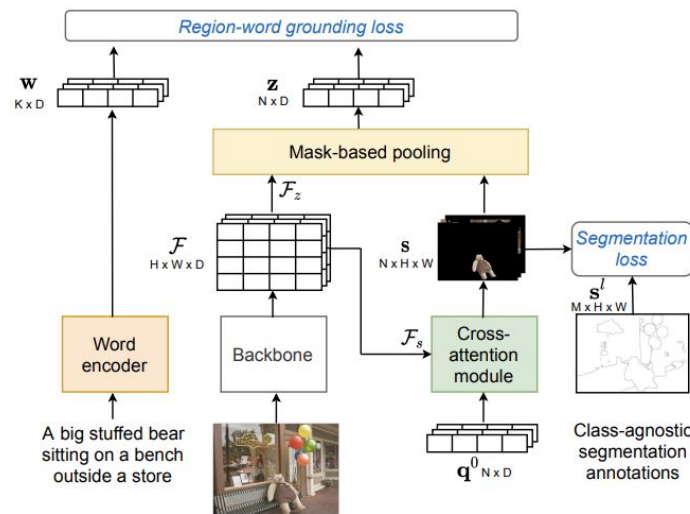 Region-word grounding loss
w
K x D
z
N x D
Mask-based pooling
𝓕_z
𝓕
H x W x D
s
N x H x W
Segmentation
loss
s^l
M x H x W
Word
encoder
Backbone
𝓕_s
Cross-
attention
module
A big stuffed bear
sitting on a bench
outside a store
q^0 N x D
Class-agnostic
segmentation
annotations